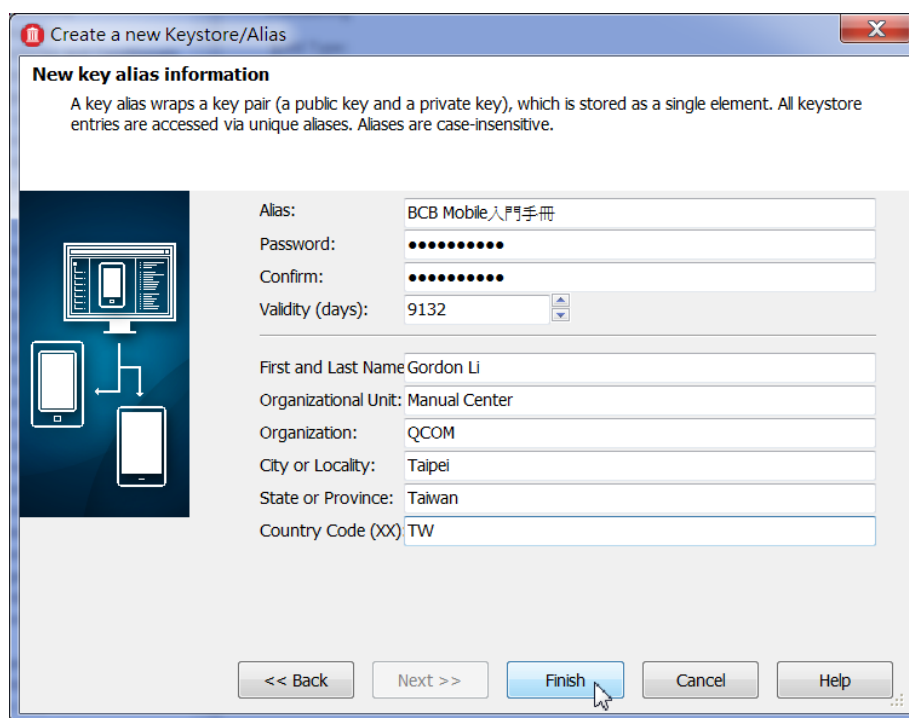 Create a new Keystore/Alias
New key alias information
A key alias wraps a key pair (a public key and a private key), which is stored as a single element. All keystore
entries are accessed via unique aliases. Aliases are case-insensitive.
Alias: BCB Mobile入門手冊
Password: ●●●●●●●●●●
Confirm: ●●●●●●●●●●
Validity (days): 9132
First and Last Name Gordon Li
Organizational Unit: Manual Center
Organization: QCOM
City or Locality: Taipei
State or Province: Taiwan
Country Code (XX) TW
<< Back Next >> Finish Cancel Help